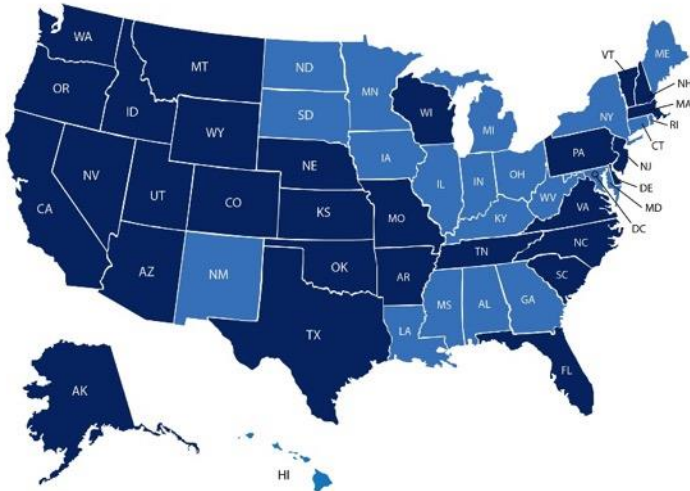 WA
MT
ND
MN
ME
VT
OR
ID
WY
SD
WI
MI
NY
NH
MA
RI
CT
NE
IA
IL
IN
OH
PA
NJ
DE
MD
DC
NV
UT
CO
KS
MO
KY
WV
VA
CA
AZ
NM
OK
AR
TN
NC
SC
TX
LA
MS
AL
GA
FL
AK
HI